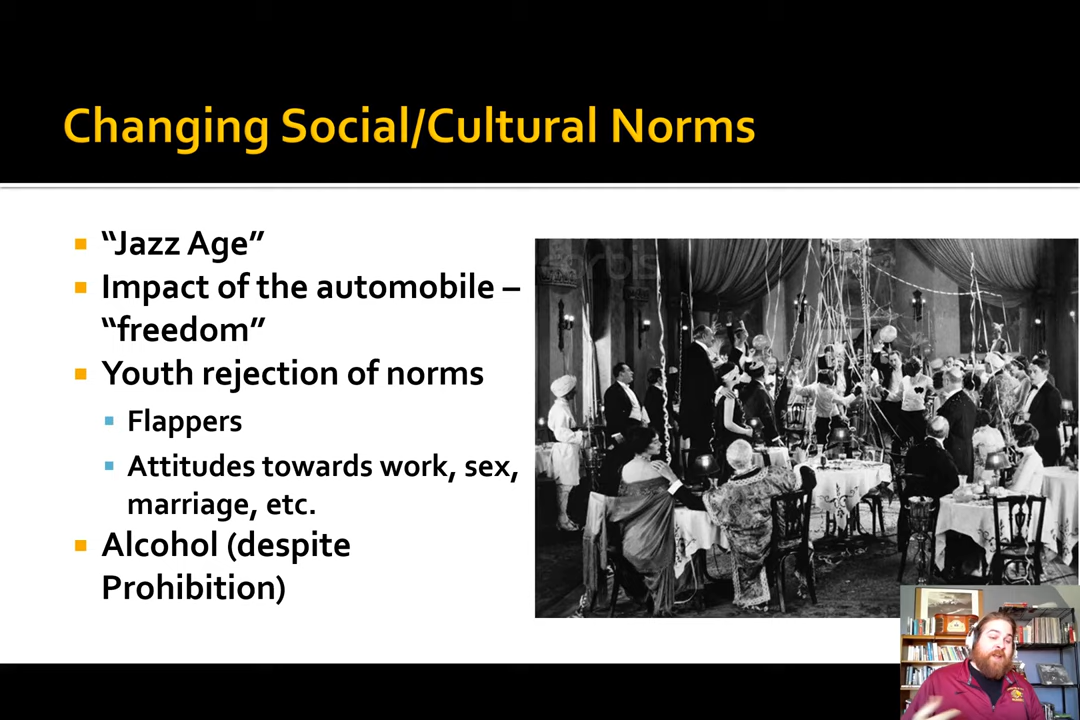 Changing Social/Cultural Norms
“Jazz Age”
Impact of the automobile –
“freedom”
Youth rejection of norms
Flappers
Attitudes towards work, sex,
marriage, etc.
Alcohol (despite
Prohibition)
corbis